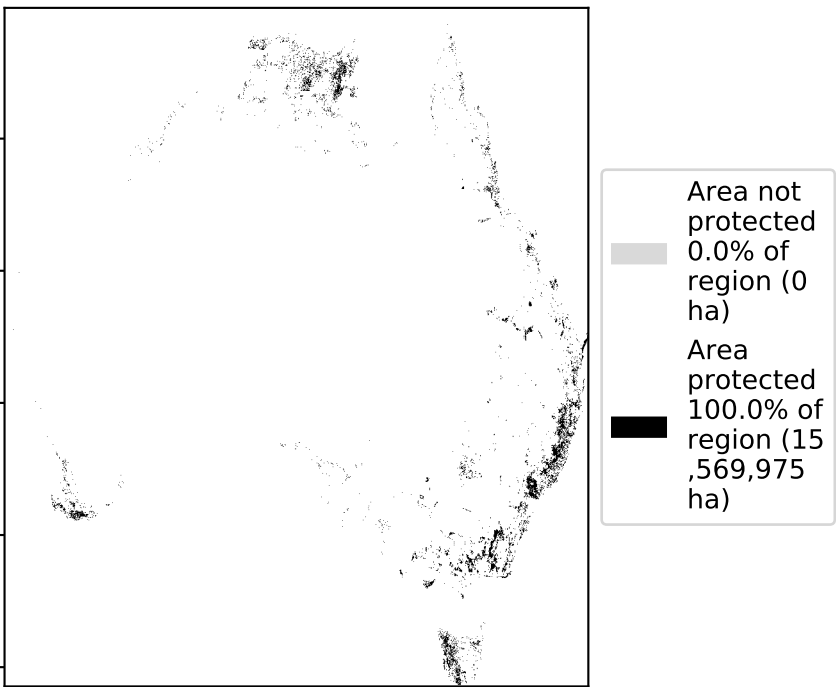 Area not
protected
0.0% of
region (0
ha)
Area
protected
100.0% of
region (15
,569,975
ha)